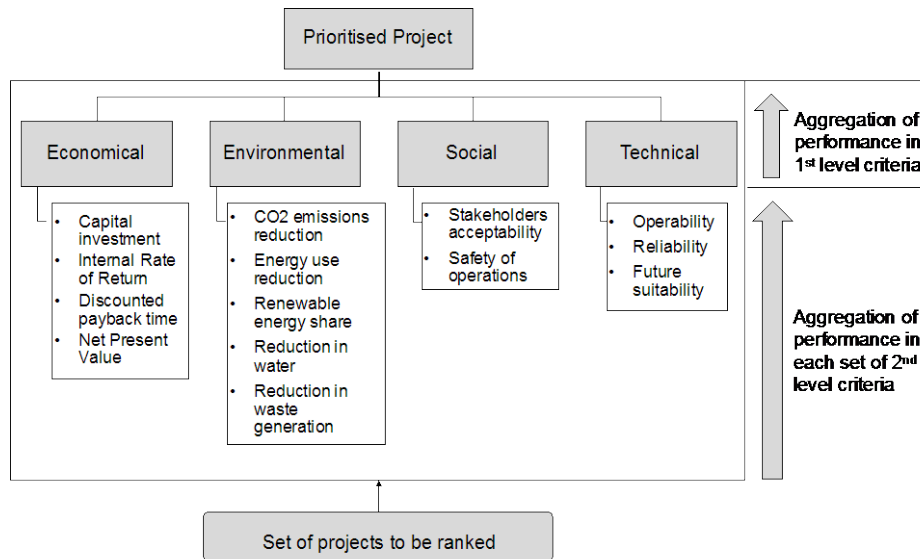 Prioritised Project
Economical
Environmental
Social
Technical
Aggregation of
performance in
1st level criteria
• Capital
investment
• Internal Rate
of Return
• Discounted
payback time
• Net Present
Value
• CO2 emissions
reduction
• Energy use
reduction
• Renewable
energy share
• Reduction in
water
• Reduction in
waste
generation
• Stakeholders
acceptability
• Safety of
operations
• Operability
• Reliability
• Future
suitability
Aggregation of
performance in
each set of 2nd
level criteria
Set of projects to be ranked